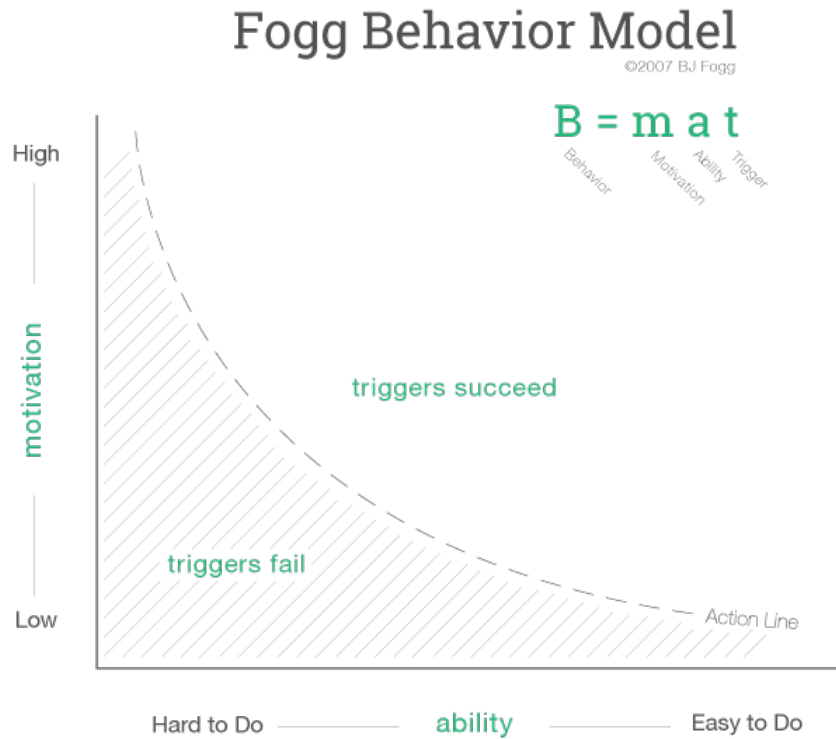 Fogg Behavior Model
©2007 BJ Fogg
B = m a t
Behavior
Motivation
Ability
Trigger
High
motivation
Low
triggers succeed
triggers fail
Action Line
Hard to Do
ability
Easy to Do